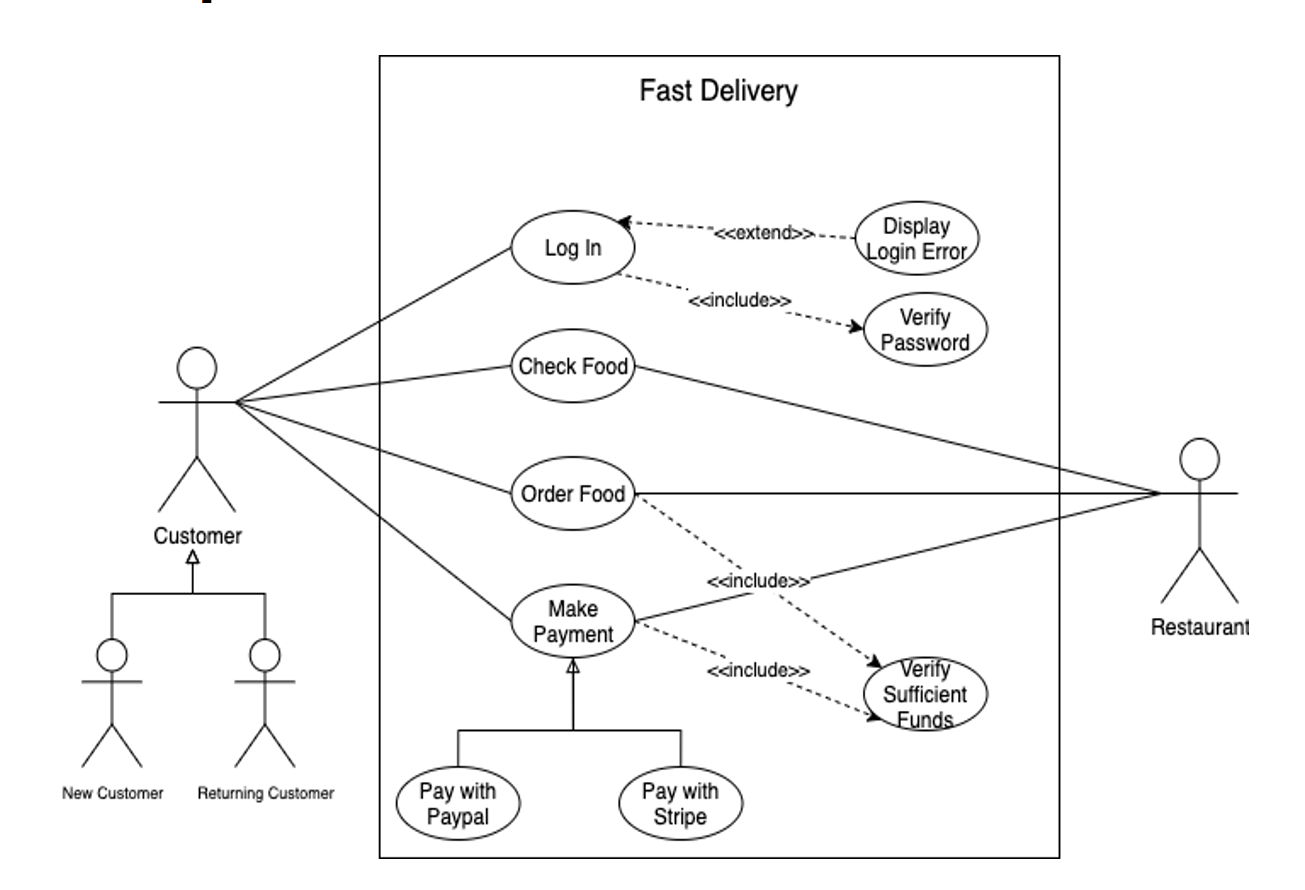 Fast Delivery
Log In
<<extend>>
Display
Login Error
<<include>>
Verify
Password
Check Food
Customer
Order Food
Restaurant
<<include>>
Make
Payment
<<include>>
Verify
Sufficient
Funds
New Customer
Returning Customer
Pay with
Paypal
Pay with
Stripe